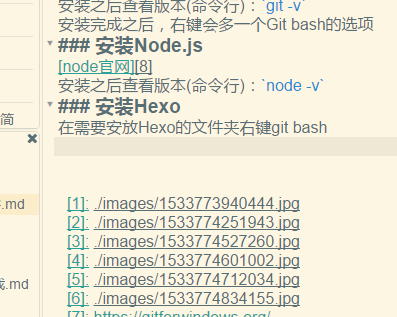 安装之后查看版本(命令行)：`git -v`
安装完成之后，右键会多一个Git bash的选项
### 安装Node.js
[node官网][8]
安装之后查看版本(命令行)：`node -v`
### 安装Hexo
在需要安放Hexo的文件夹右键git bash
简
.md
戏.md
[1]: ./images/1533773940444.jpg
[2]: ./images/1533774251943.jpg
[3]: ./images/1533774527260.jpg
[4]: ./images/1533774601002.jpg
[5]: ./images/1533774712034.jpg
[6]: ./images/1533774834155.jpg
[7]: https://gitforwindows.org/